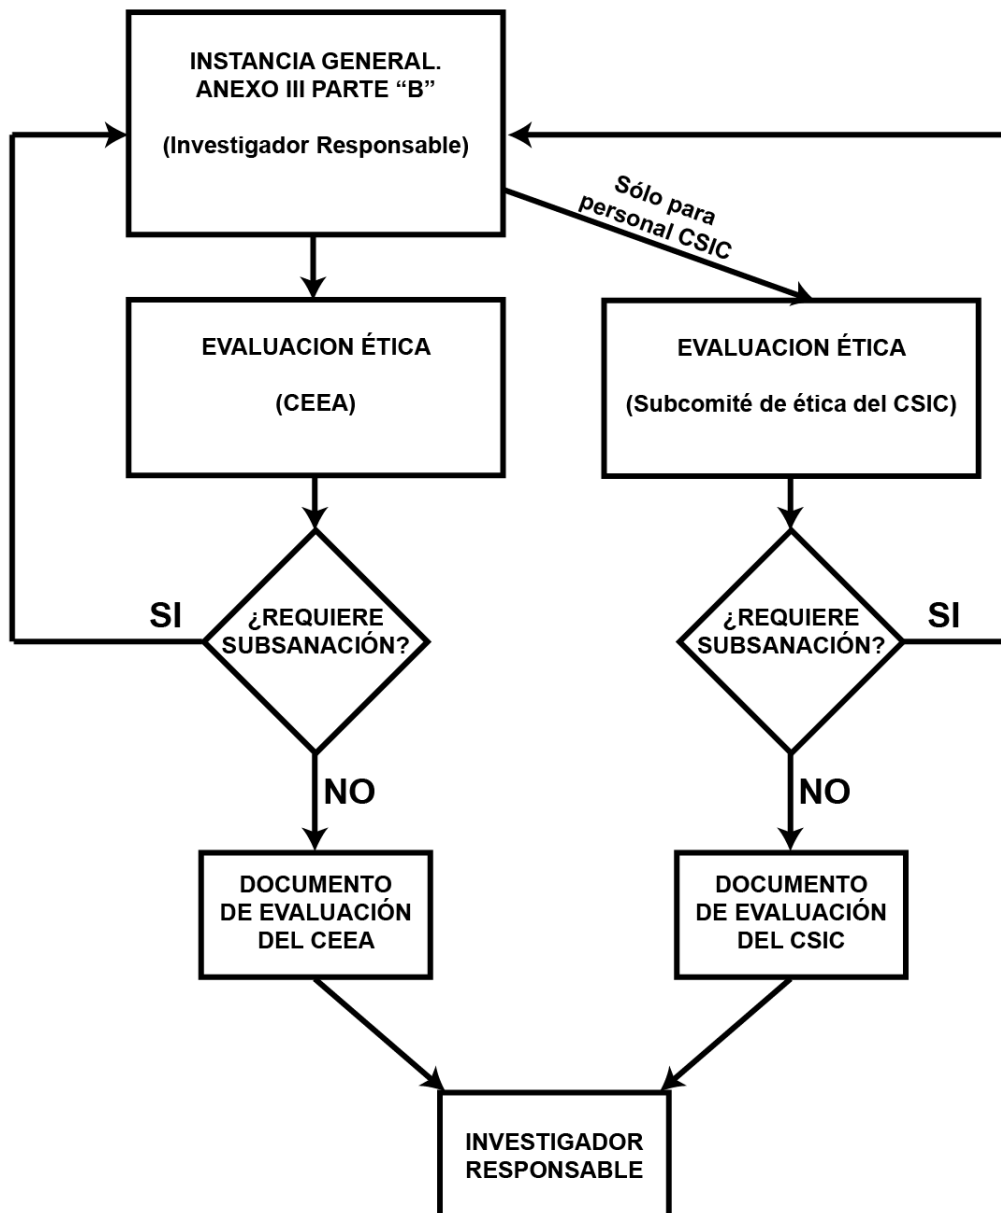 INSTANCIA GENERAL.
ANEXO III PARTE “B”
(Investigador Responsable)
Sólo para
personal CSIC
EVALUACION ÉTICA
(CEEA)
EVALUACION ÉTICA
(Subcomité de ética del CSIC)
SI
¿REQUIERE
SUBSANACIÓN?
¿REQUIERE
SUBSANACIÓN?
SI
NO
NO
DOCUMENTO
DE EVALUACIÓN
DEL CEEA
DOCUMENTO
DE EVALUACIÓN
DEL CSIC
INVESTIGADOR
RESPONSABLE